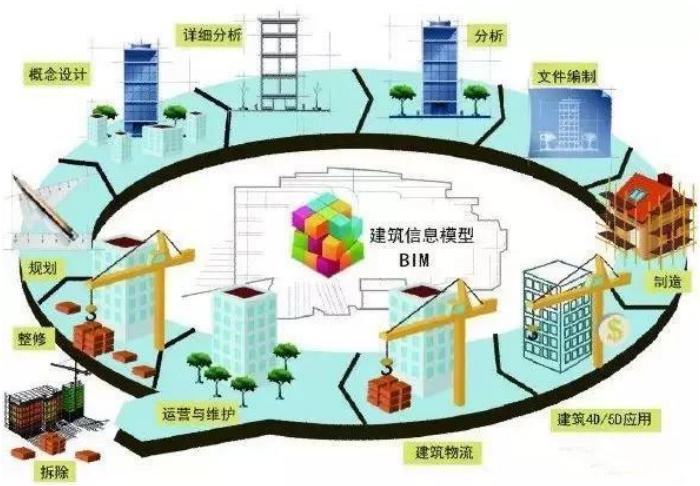 详细分析
分析
概念设计
文件编制
建筑信息模型
BIM
规划
制造
整修
运营与维护
建筑4D/5D应用
建筑物流
拆除
$